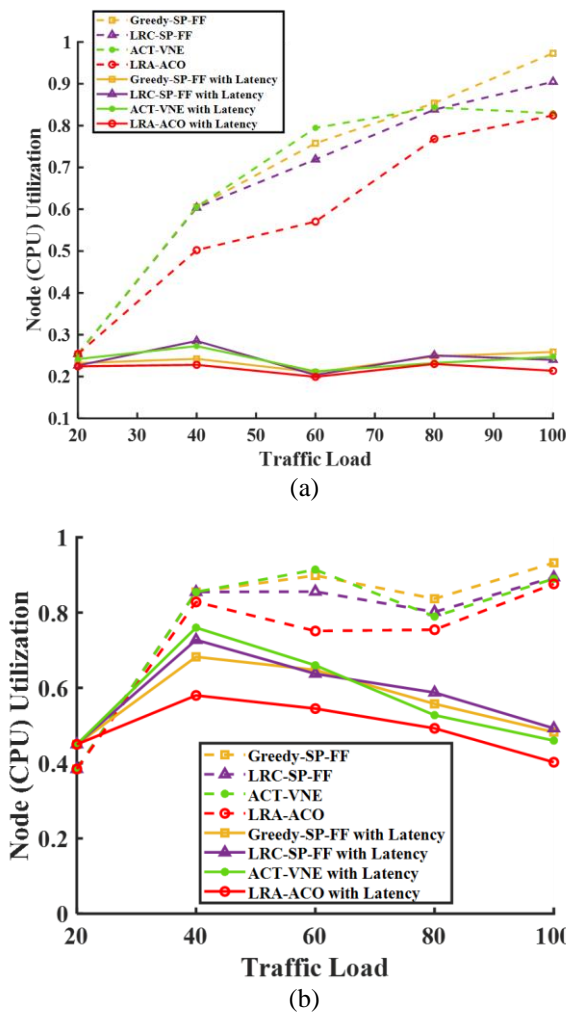 Greedy-SP-FF
LRC-SP-FF
ACT-VNE
LRA-ACO
Greedy-SP-FF with Latency
LRC-SP-FF with Latency
ACT-VNE with Latency
LRA-ACO with Latency
Node (CPU) Utilization
1
0.9
0.8
0.7
0.6
0.5
0.4
0.3
0.2
0.1
20 30 40 50 60 70 80 90 100
Traffic Load
(a)
Node (CPU) Utilization
1
0.8
0.6
0.4
0.2
0
Greedy-SP-FF
LRC-SP-FF
ACT-VNE
LRA-ACO
Greedy-SP-FF with Latency
LRC-SP-FF with Latency
ACT-VNE with Latency
LRA-ACO with Latency
20 40 60 80 100
Traffic Load
(b)